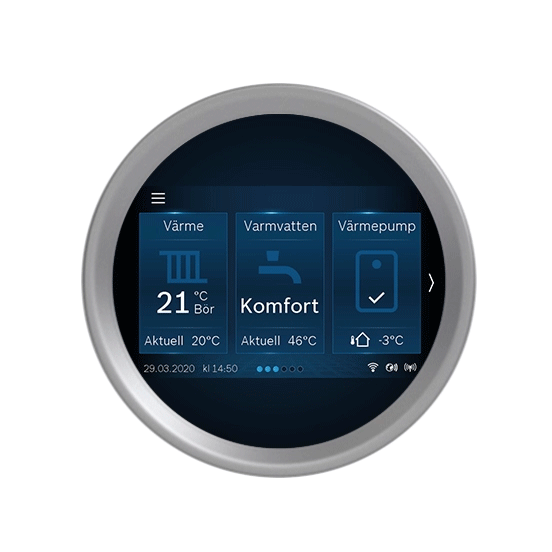 Värme
Varmvatten
Värmepump
21 °C
Bör
Komfort
Aktuell 20°C
Aktuell 46°C
-3°C
29.03.2020 kl 14:50